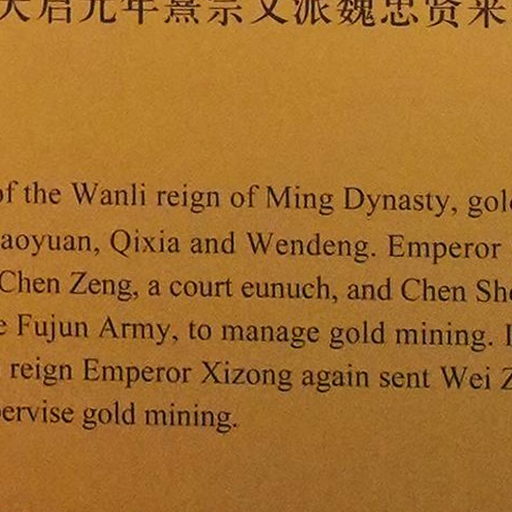 天启元年熹宗又派魏忠贤来
of the Wanli reign of Ming Dynasty, gol
aoyuan, Qixia and Wendeng. Emperor
Chen Zeng, a court eunuch, and Chen Sh
e Fujun Army, to manage gold mining. I
reign Emperor Xizong again sent Wei Z
ervise gold mining.